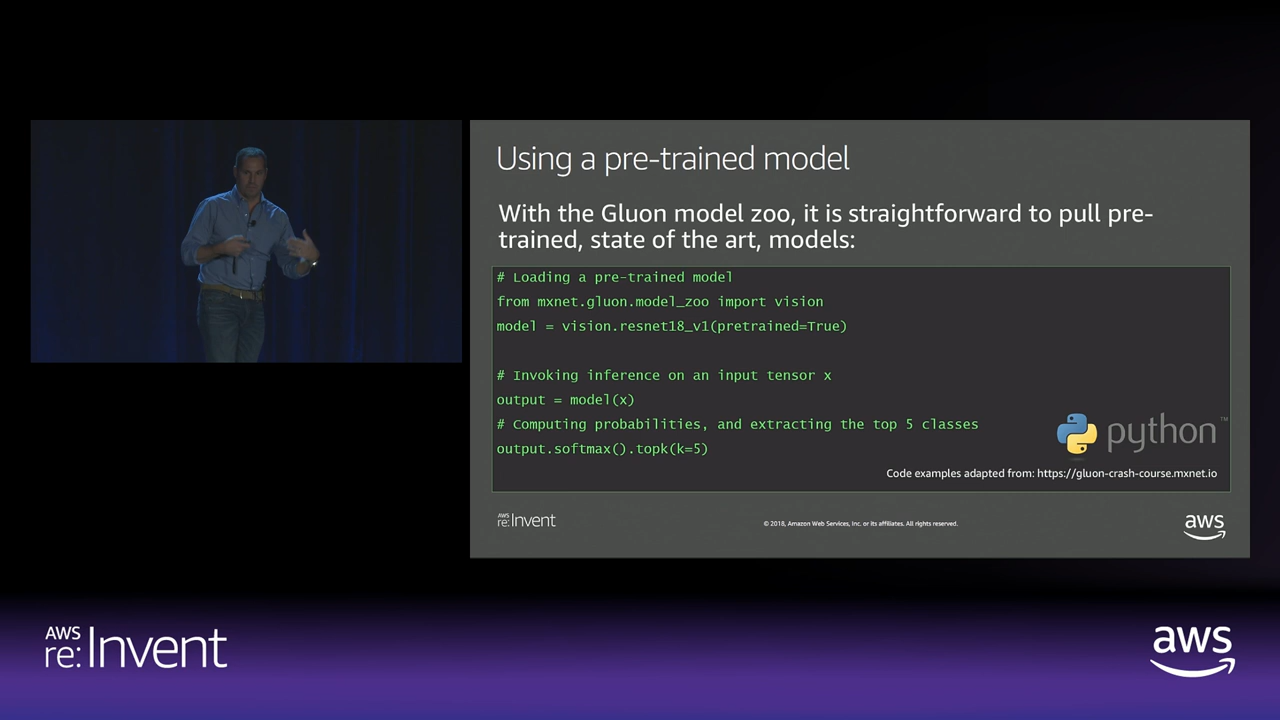 Using a pre-trained model
With the Gluon model zoo, it is straightforward to pull pre-
trained, state of the art, models:
# Loading a pre-trained model
from mxnet.gluon.model_zoo import vision
model = vision.resnet18_v1(pretrained=True)
# Invoking inference on an input tensor x
output = model(x)
# Computing probabilities, and extracting the top 5 classes
output.softmax().topk(k=5)
python™
Code examples adapted from: https://gluon-crash-course.mxnet.io
AWS
re:Invent
© 2018, Amazon Web Services, Inc. or its affiliates. All rights reserved.
aws
AWS
re:Invent
aws